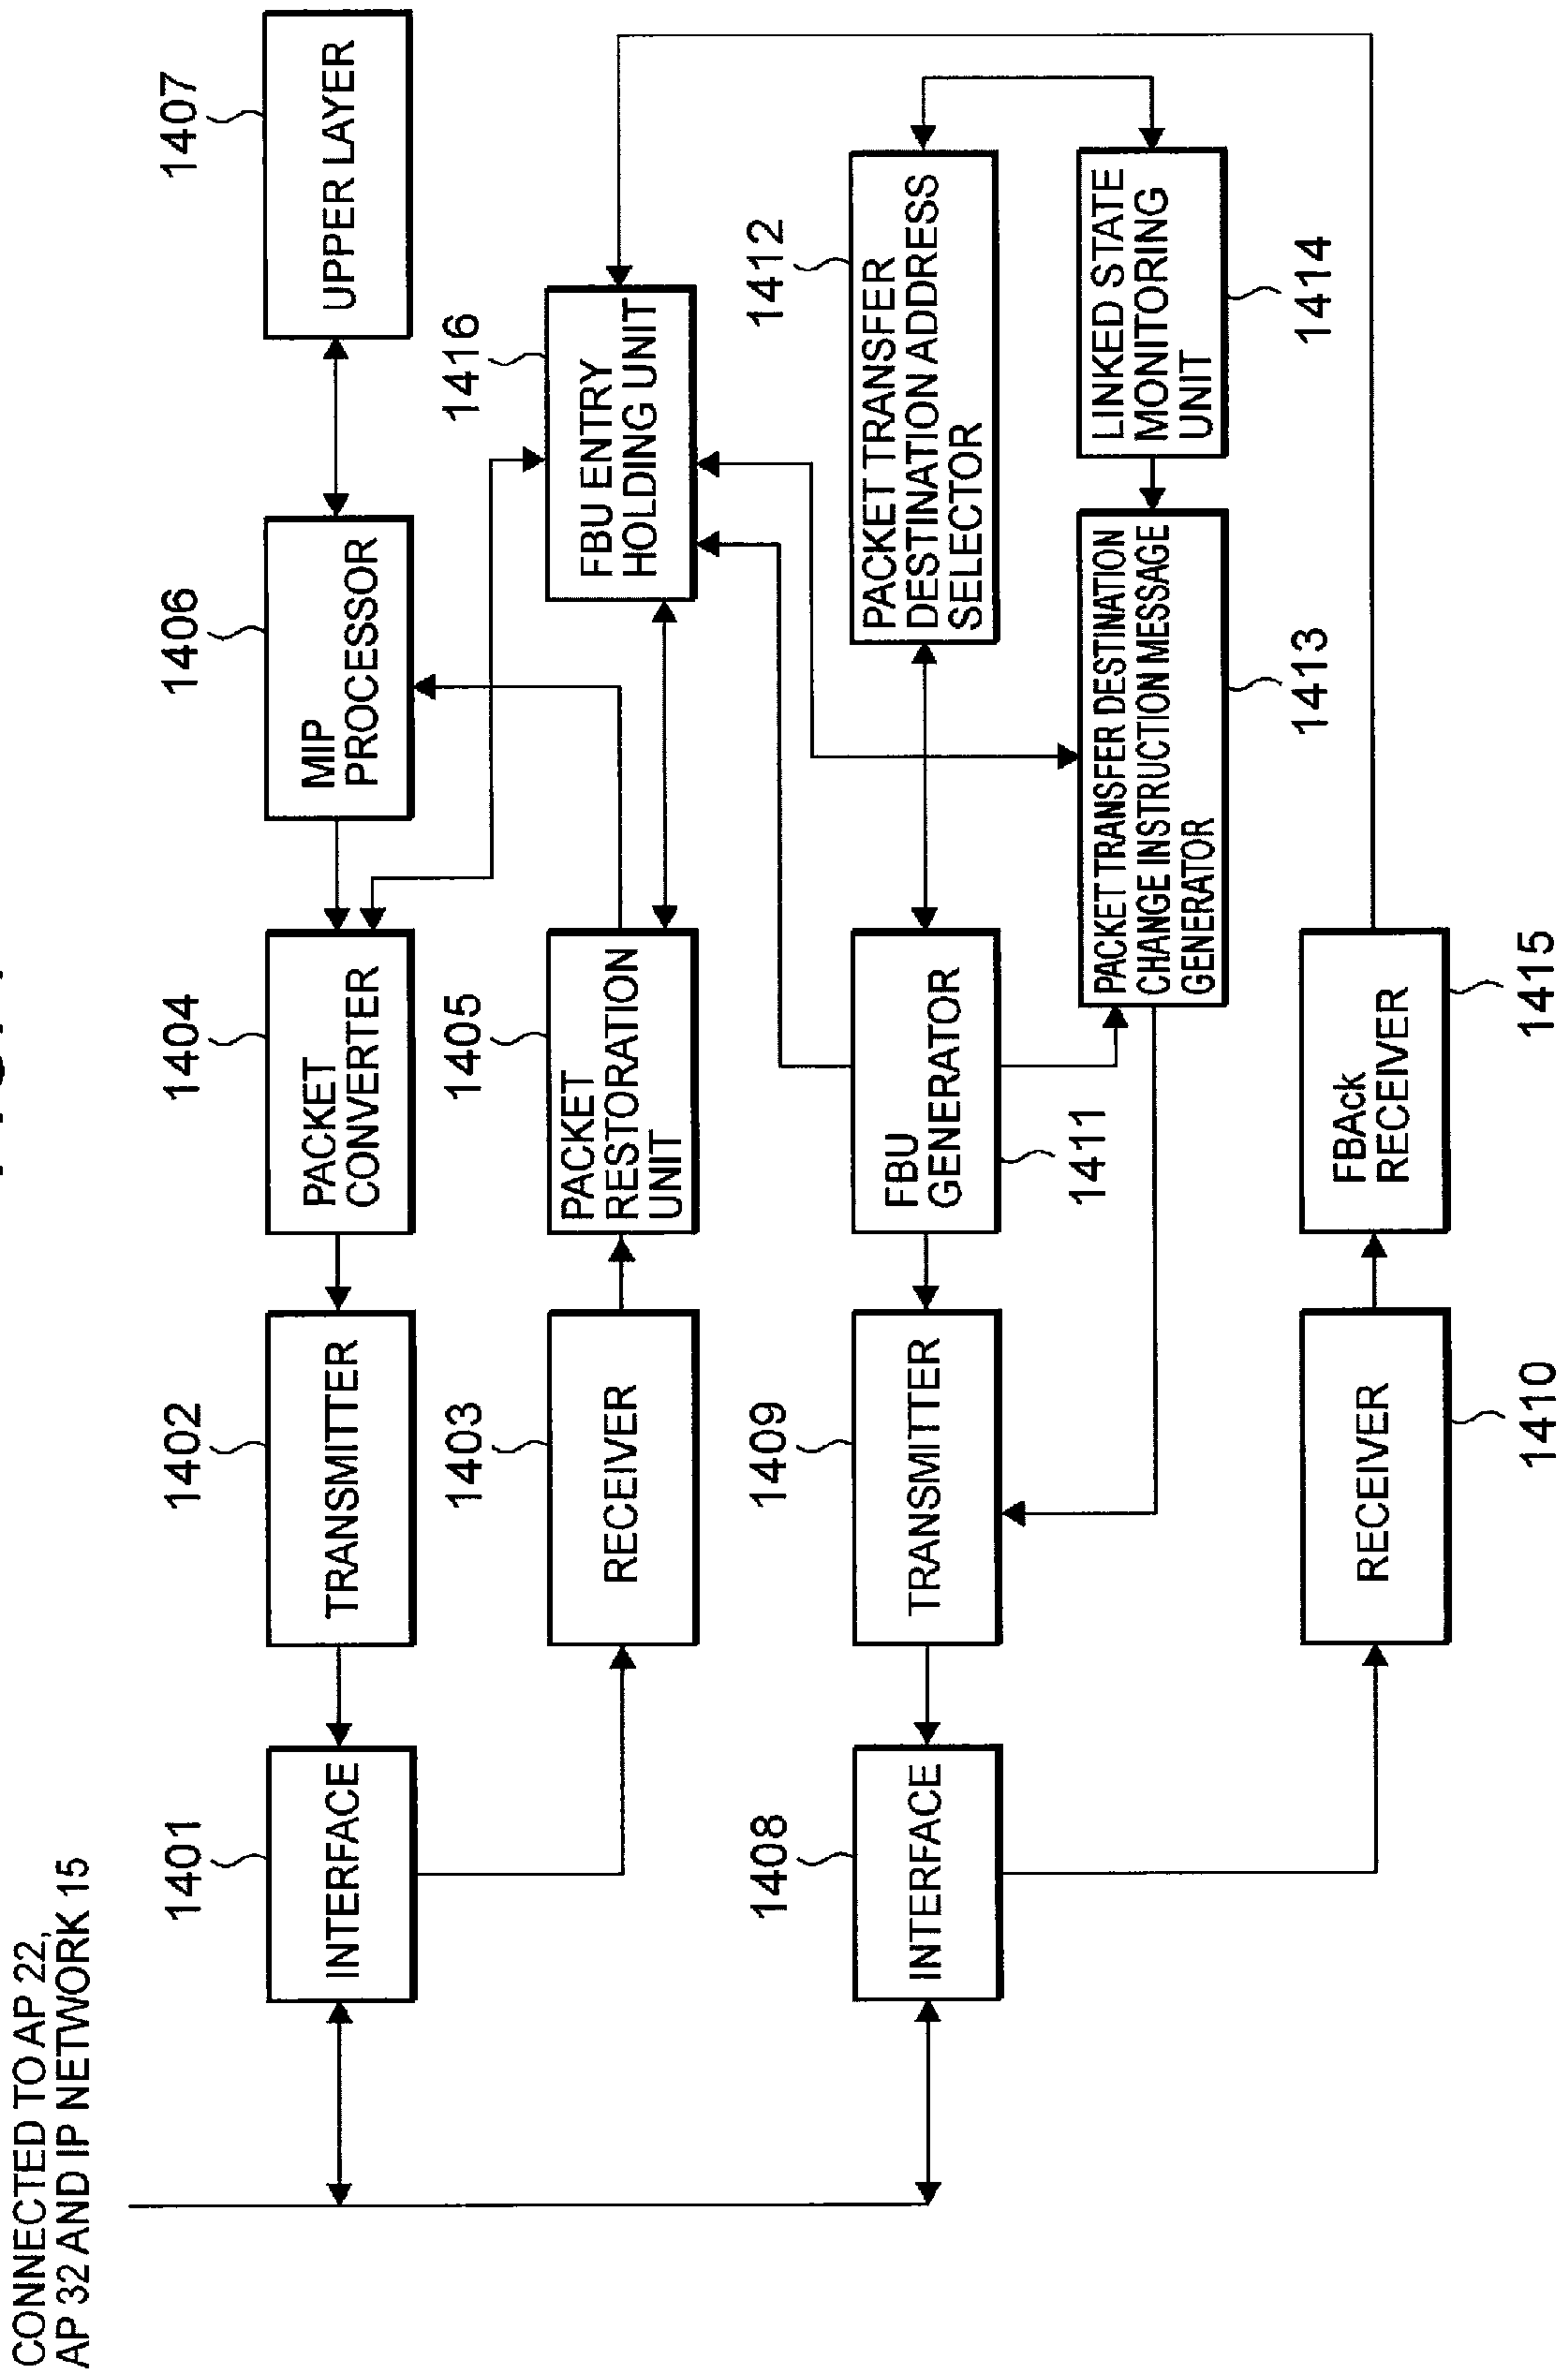 CONNECTED TO AP 22,
AP 32 AND IP NETWORK 15
1401
INTERFACE
1402
TRANSMITTER
1404
PACKET
CONVERTER
1406
MIP
PROCESSOR
1407
UPPER LAYER
1403
RECEIVER
1405
PACKET
RESTORATION
UNIT
1416
FBU ENTRY
HOLDING UNIT
1408
INTERFACE
1409
TRANSMITTER
FBU
GENERATOR
1411
1412
PACKET TRANSFER
DESTINATION ADDRESS
SELECTOR
PACKET TRANSFER DESTINATION
CHANGE INSTRUCTION MESSAGE
GENERATOR
1413
LINKED STATE
MONITORING
UNIT
1414
RECEIVER
1410
FBAck
RECEIVER
1415